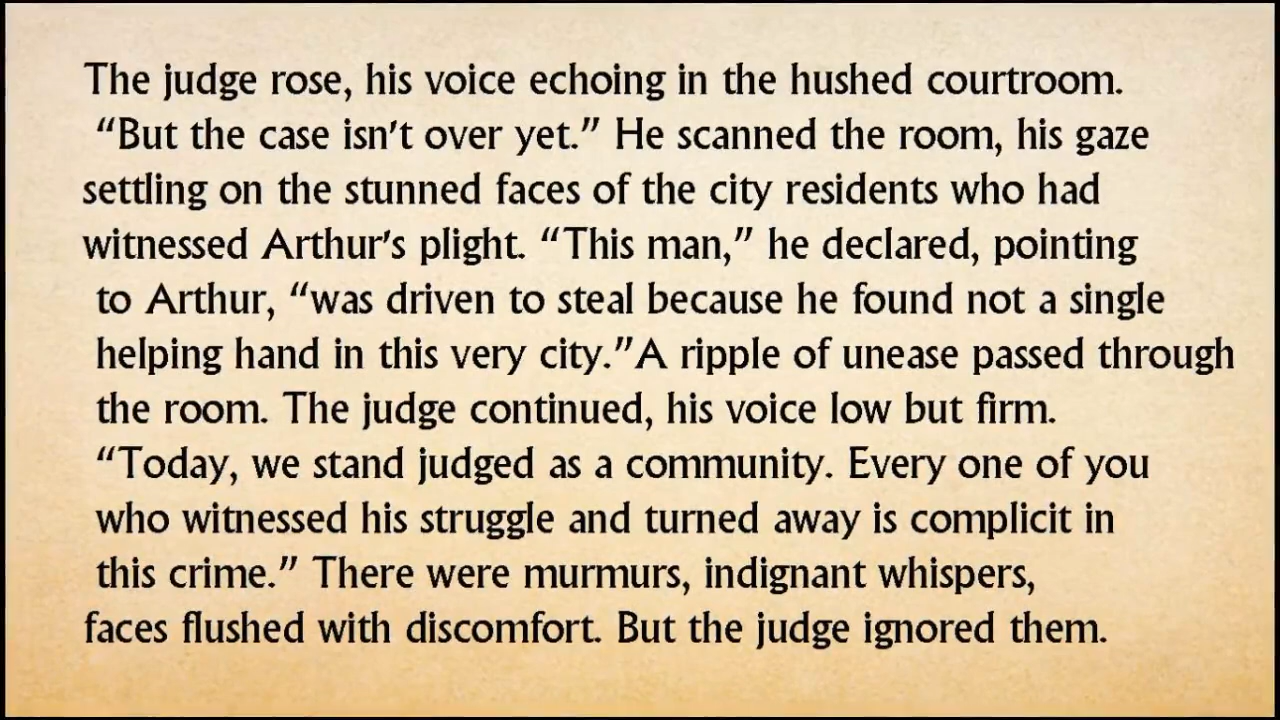 The judge rose, his voice echoing in the hushed courtroom.
“But the case isn’t over yet.” He scanned the room, his gaze
settling on the stunned faces of the city residents who had
witnessed Arthur’s plight. “This man,” he declared, pointing
to Arthur, “was driven to steal because he found not a single
helping hand in this very city.”A ripple of unease passed through
the room. The judge continued, his voice low but firm.
“Today, we stand judged as a community. Every one of you
who witnessed his struggle and turned away is complicit in
this crime.” There were murmurs, indignant whispers,
faces flushed with discomfort. But the judge ignored them.